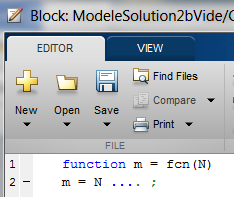 Block: ModeleSolution2bVide/
EDITOR VIEW
New Open Save
Find Files
Compare
Print
FILE
1 function m = fcn(N)
2 – m = N .... ;